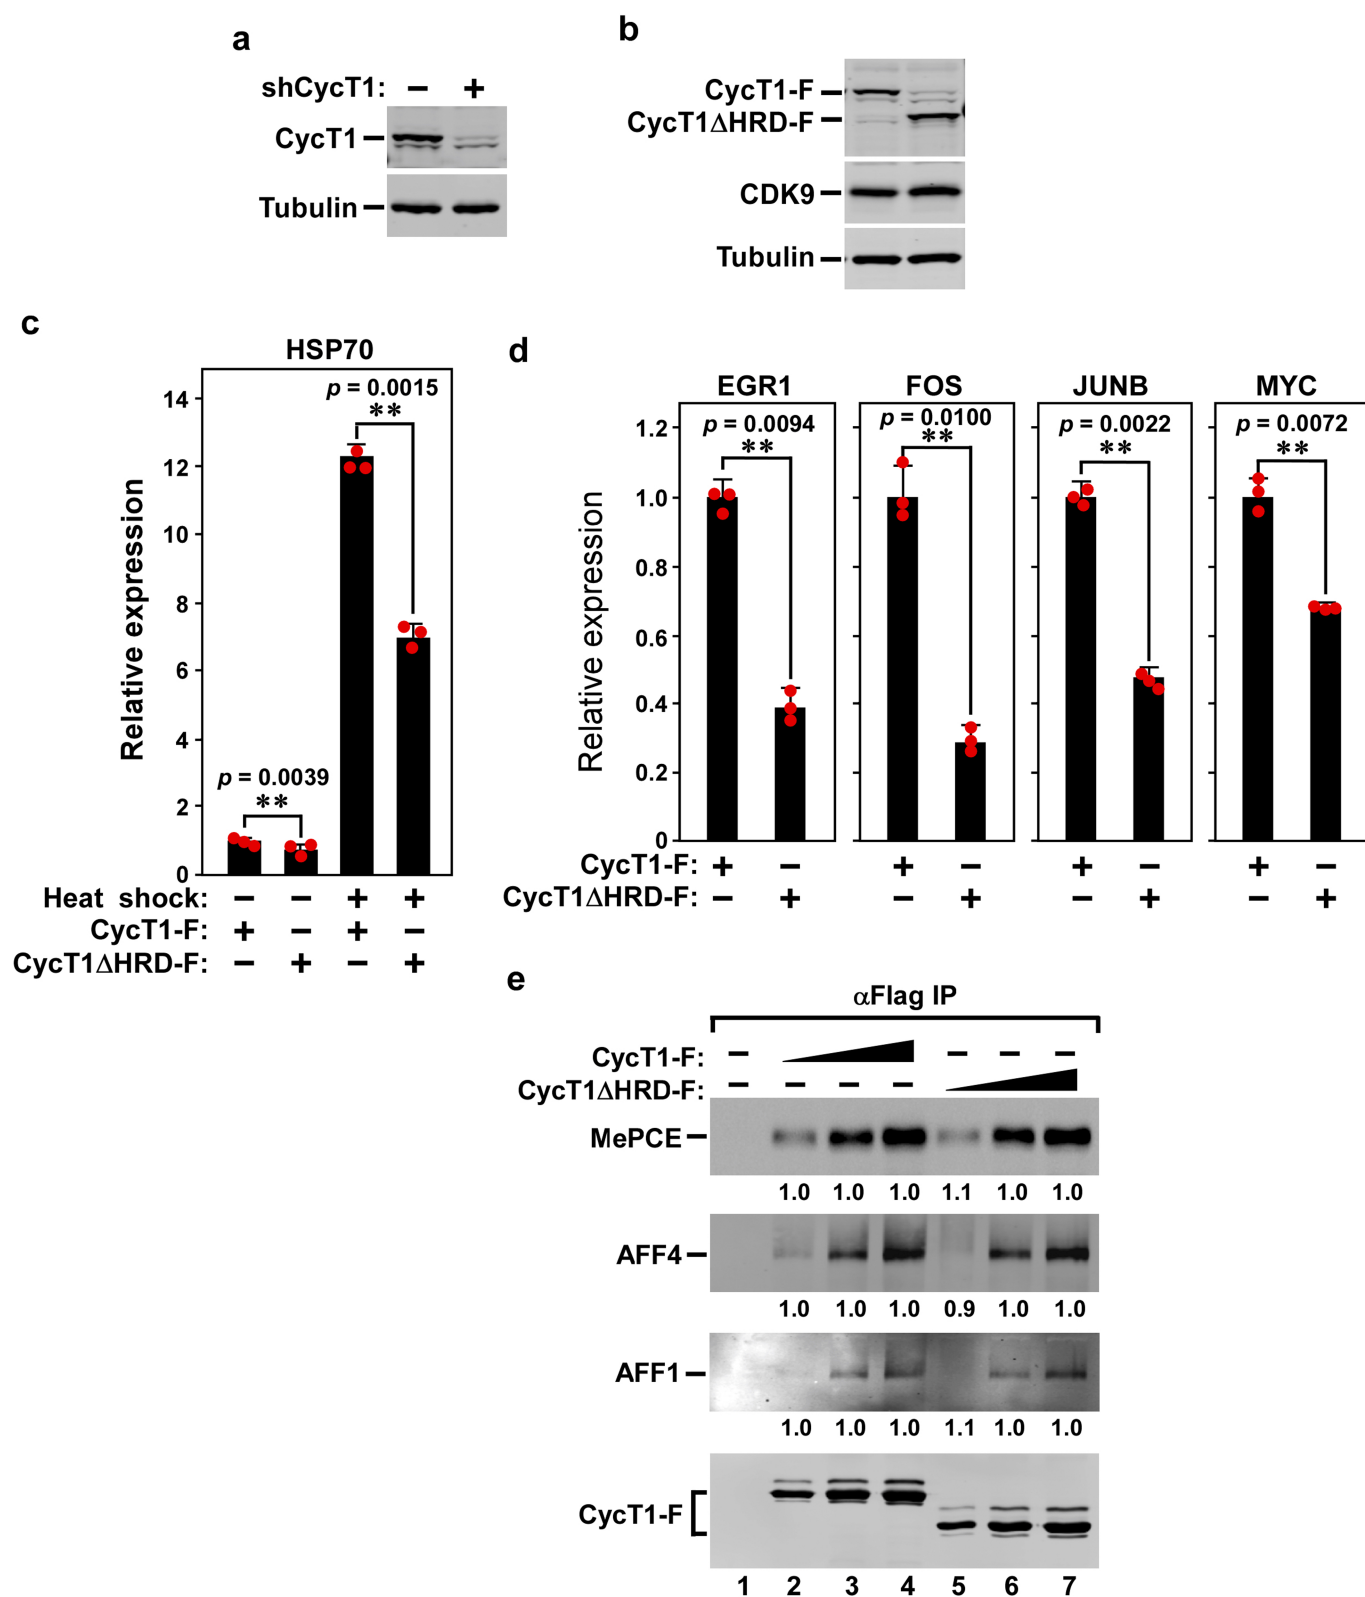 a
shCycT1: – +
CycT1
Tubulin
b
CycT1-F
CycT1ΔHRD-F
CDK9
Tubulin
c
HSP70
Relative expression
14
12
10
8
6
4
2
0
p = 0.0015
**
p = 0.0039
**
Heat shock: – – + +
CycT1-F: + – + –
CycT1ΔHRD-F: – + – +
d
EGR1 FOS JUNB MYC
Relative expression
1.2
1.0
0.8
0.6
0.4
0.2
0
p = 0.0094
**
p = 0.0100
**
p = 0.0022
**
p = 0.0072
**
CycT1-F: + – + – + – + –
CycT1ΔHRD-F: – + – + – + – +
e
αFlag IP
CycT1-F: – – – –
CycT1ΔHRD-F: – – – –
MePCE
1.0 1.0 1.0 1.1 1.0 1.0
AFF4
1.0 1.0 1.0 0.9 1.0 1.0
AFF1
1.0 1.0 1.0 1.1 1.0 1.0
CycT1-F
1 2 3 4 5 6 7